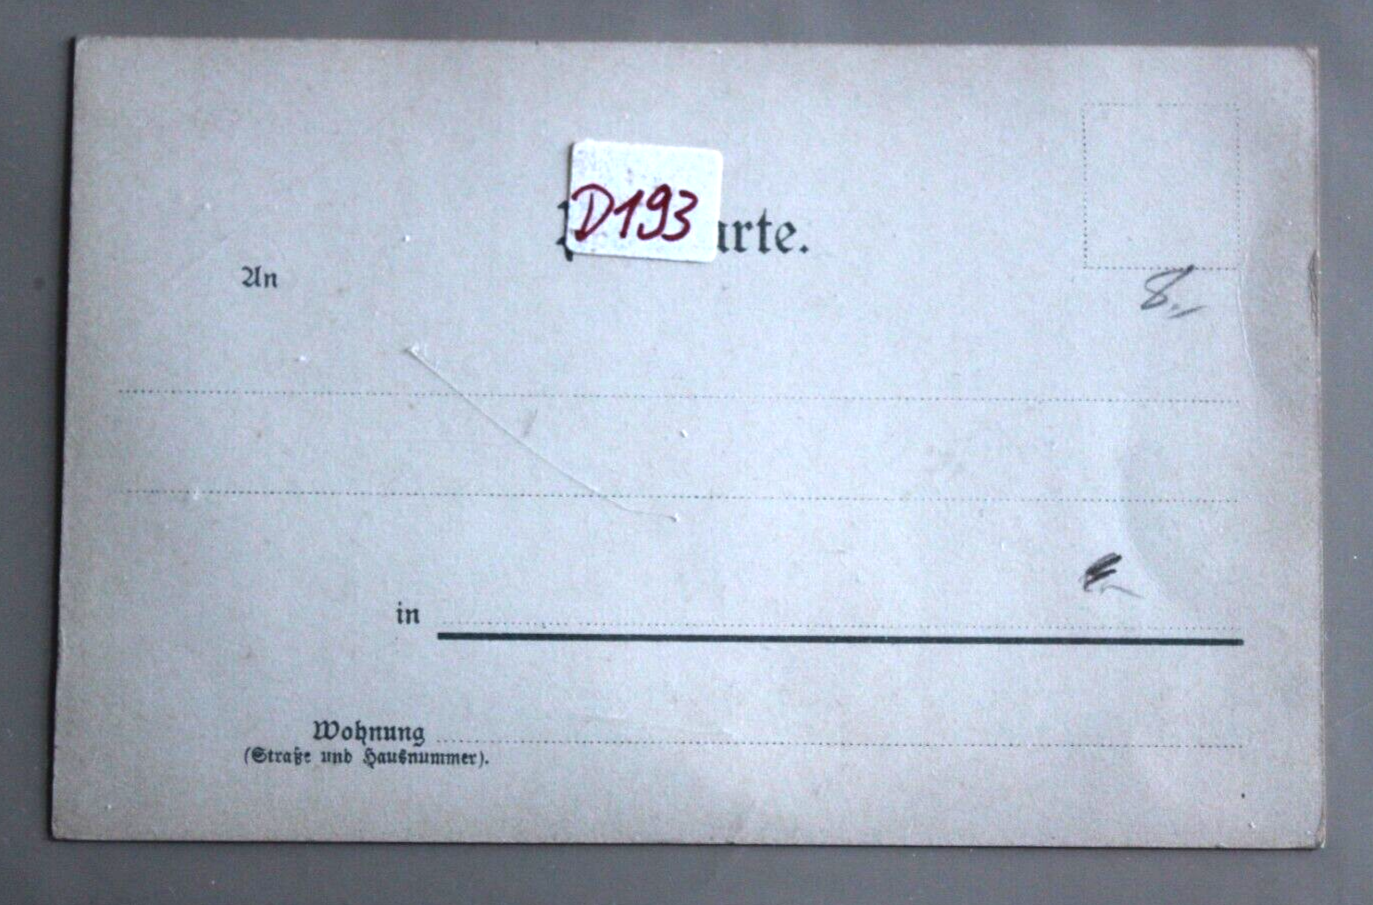 D193
arte.
An
8.-
in
Wohnung
(Straße und Hausnummer).